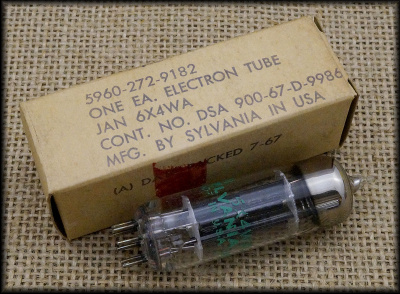 5960-272-9182
ONE EA. ELECTRON TUBE
JAN 6X4WA
CONT. NO. DSA 900-67-D-9986
MFG. BY SYLVANIA IN USA
(A) 7-67